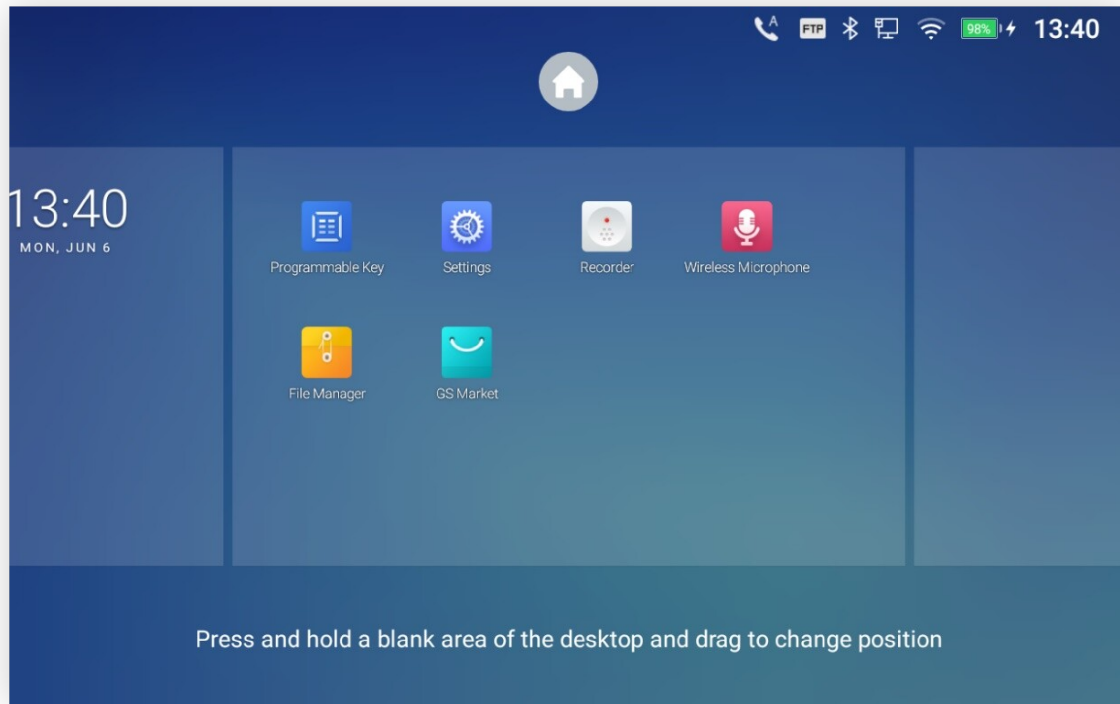 A
FTP
98%
13:40
13:40
MON, JUN 6
Programmable Key
Settings
Recorder
Wireless Microphone
File Manager
GS Market
Press and hold a blank area of the desktop and drag to change position